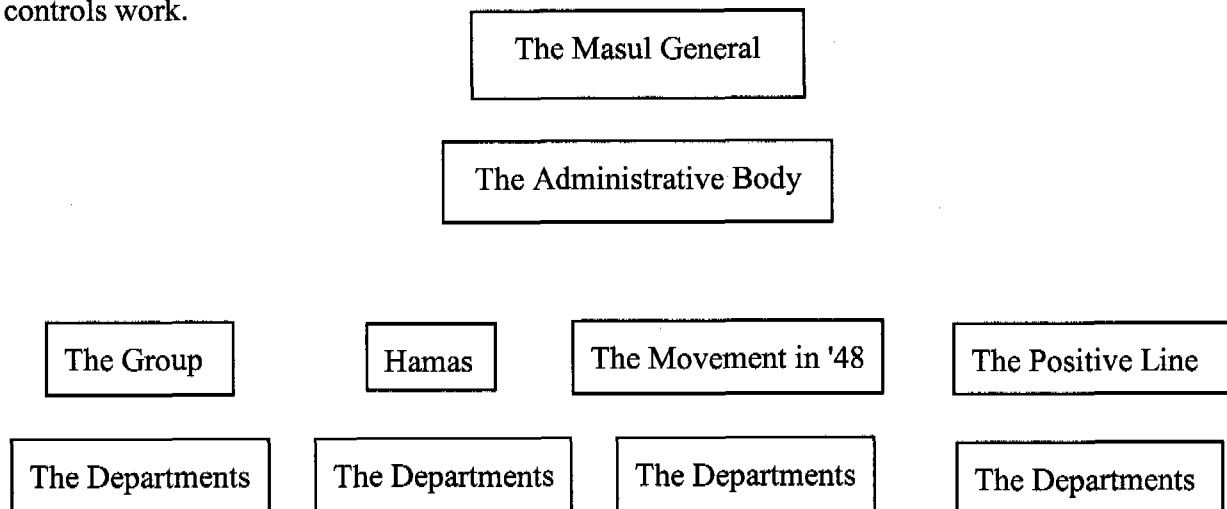 controls work.
The Masul General
The Administrative Body
The Group Hamas The Movement in '48 The Positive Line
The Departments The Departments The Departments The Departments